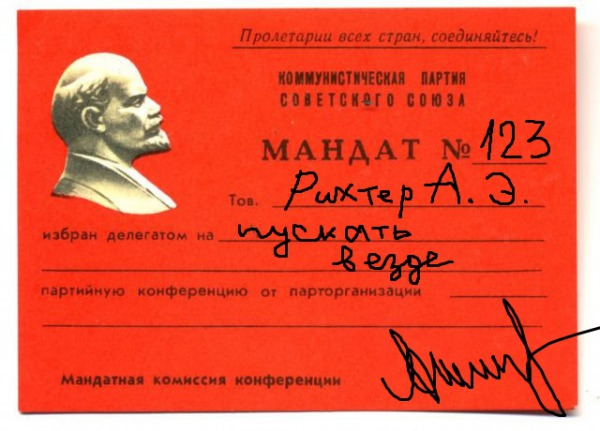 Пролетарии всех стран, соединяйтесь!
КОММУНИСТИЧЕСКАЯ ПАРТИЯ
СОВЕТСКОГО СОЮЗА
МАНДАТ № 123
Тов. Рихтер А. Э.
избран делегатом на пускать
везде
партийную конференцию от парторганизации
Мандатная комиссия конференции